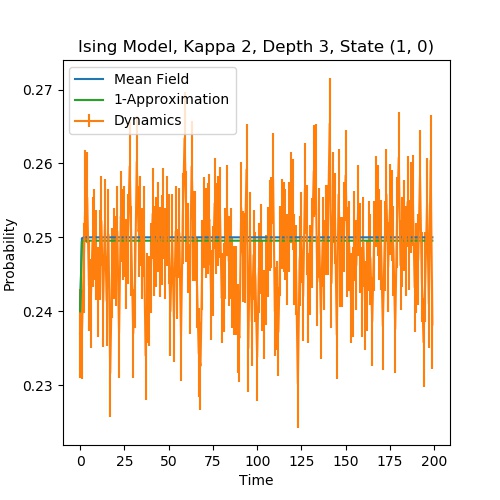 Ising Model, Kappa 2, Depth 3, State (1, 0)
Mean Field
1-Approximation
Dynamics
0.27
0.26
0.25
0.24
0.23
Probability
0 25 50 75 100 125 150 175 200
Time